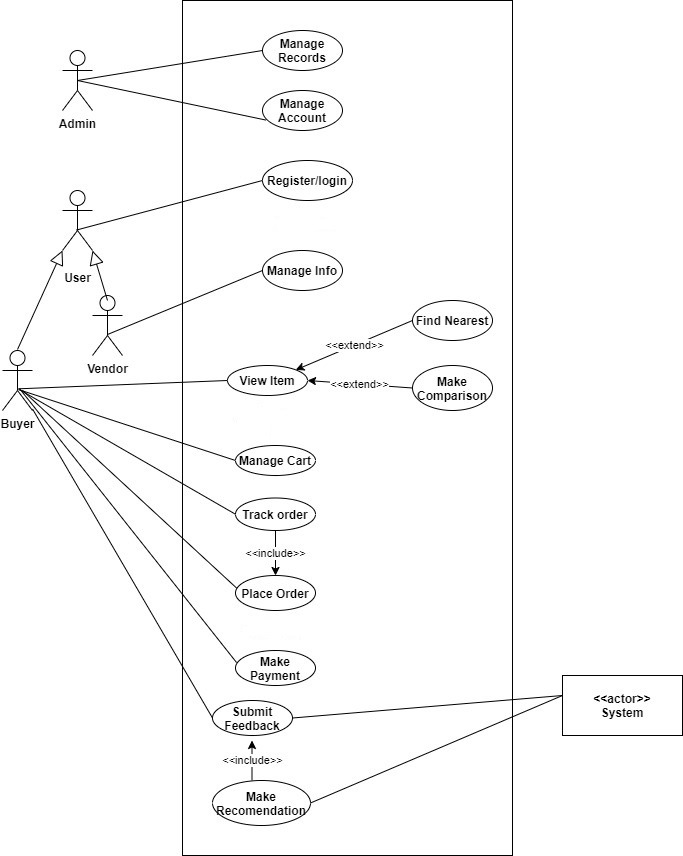 Manage
Records
Admin
Manage
Account
Register/login
User
Manage Info
Vendor
Find Nearest
<<extend>>
View Item
<<extend>>
Make
Comparison
Buyer
Manage Cart
Track order
<<include>>
Place Order
Make
Payment
Submit
Feedback
<<actor>>
System
<<include>>
Make
Recomendation